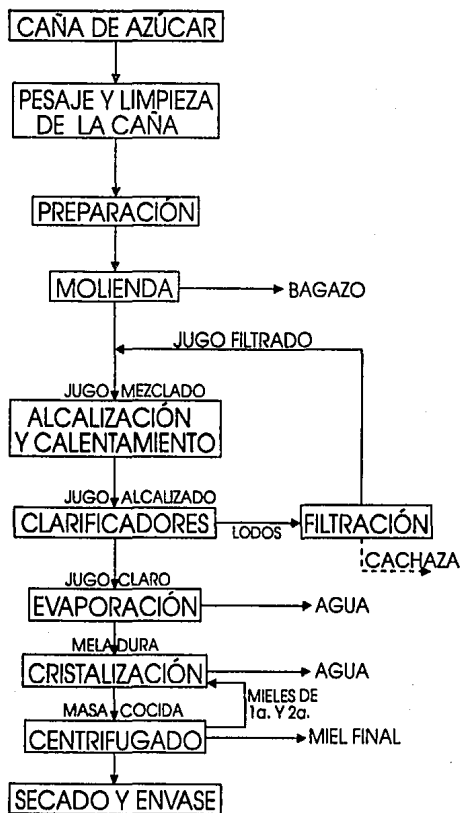 CAÑA DE AZÚCAR
PESAJE Y LIMPIEZA
DE LA CAÑA
PREPARACIÓN
MOLIENDA
BAGAZO
JUGO FILTRADO
JUGO MEZCLADO
ALCALIZACIÓN
Y CALENTAMIENTO
JUGO ALCALIZADO
CLARIFICADORES
LODOS
FILTRACIÓN
CACHAZA
JUGO CLARO
EVAPORACIÓN
AGUA
MELADURA
CRISTALIZACIÓN
AGUA
MIELES DE
1a. Y 2a.
MASA COCIDA
CENTRIFUGADO
MIEL FINAL
SECADO Y ENVASE